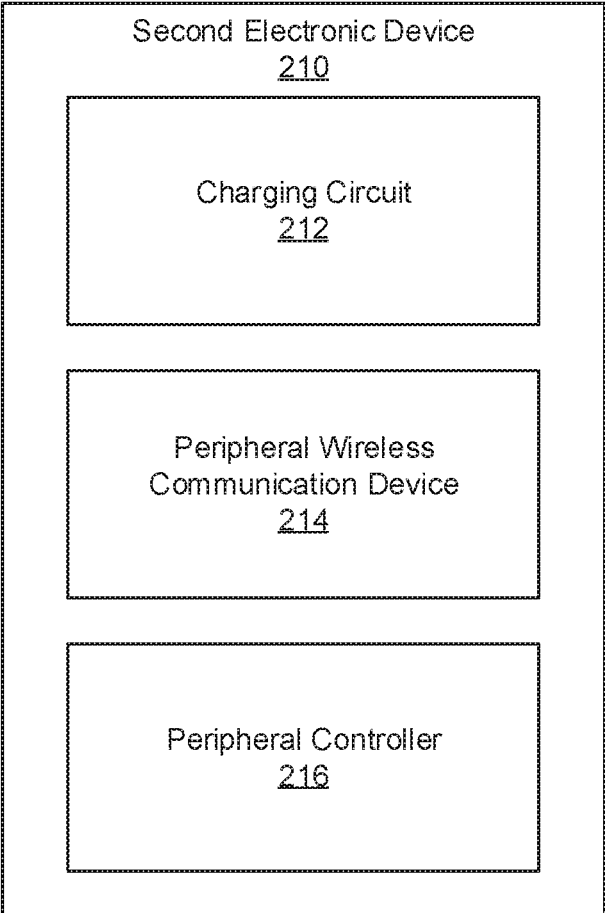 Second Electronic Device
210
Charging Circuit
212
Peripheral Wireless
Communication Device
214
Peripheral Controller
216